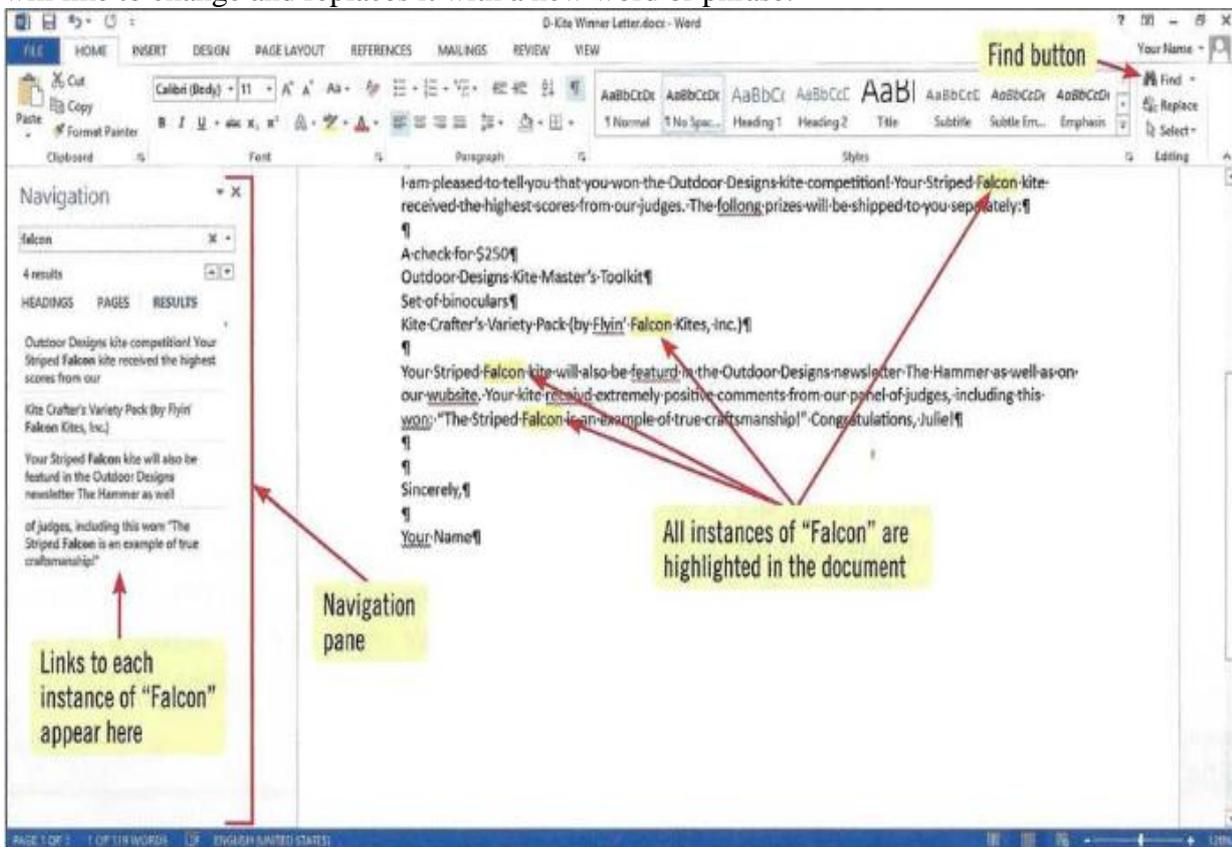 will like to change and replaces it with a new word or phrase.
D-Kite Winner Letter.docx - Word
FILE HOME INSERT DESIGN PAGE LAYOUT REFERENCES MAILINGS REVIEW VIEW
Your Name
Find button
Cut
Copy
Format Painter
Paste
Calibri (Body) 11
AaBbCcDc AaBbCcDc AaBbCc AaBbCcC AaBl AaBbCcC AaBbCcDc AaBbCcDc
¶ Normal ¶ No Spac... Heading 1 Heading 2 Title Subtitle Subtle Em... Emphasis
Find
Replace
Select
Clipboard Font Paragraph Styles Editing
Navigation
falcon
4 results
HEADINGS PAGES RESULTS
Outdoor Designs kite competition! Your
Striped Falcon kite received the highest
scores from our
Kite Crafter's Variety Pack (by Flyin'
Falcon Kites, Inc.)
Your Striped Falcon kite will also be
featurd in the Outdoor Designs
newsletter The Hammer as well
of judges, including this won: "The
Striped Falcon is an example of true
craftsmanship!"
Links to each
instance of "Falcon"
appear here
Navigation
pane
I·am·pleased·to·tell·you·that·you·won·the·Outdoor·Designs·kite·competition!·Your·Striped·Falcon·kite·
received·the·highest·scores·from·our·judges.·The·follong·prizes·will·be·shipped·to·you·separately:¶
¶
A·check·for·$250¶
Outdoor·Designs·Kite·Master's·Toolkit¶
Set·of·binoculars¶
Kite·Crafter's·Variety·Pack·(by·Flyin'·Falcon·Kites,·Inc.)¶
¶
Your·Striped·Falcon·kite·will·also·be·featurd·in·the·Outdoor·Designs·newsletter·The·Hammer·as·well·as·on·
our·wubsite.·Your·kite·receivd·extremely·positive·comments·from·our·panel·of·judges,·including·this·
won:·"The·Striped·Falcon·is·an·example·of·true·craftsmanship!"·Congratulations,·Julie!¶
¶
¶
Sincerely,¶
¶
Your·Name¶
All instances of "Falcon" are
highlighted in the document
ENGLISH (UNITED STATES)